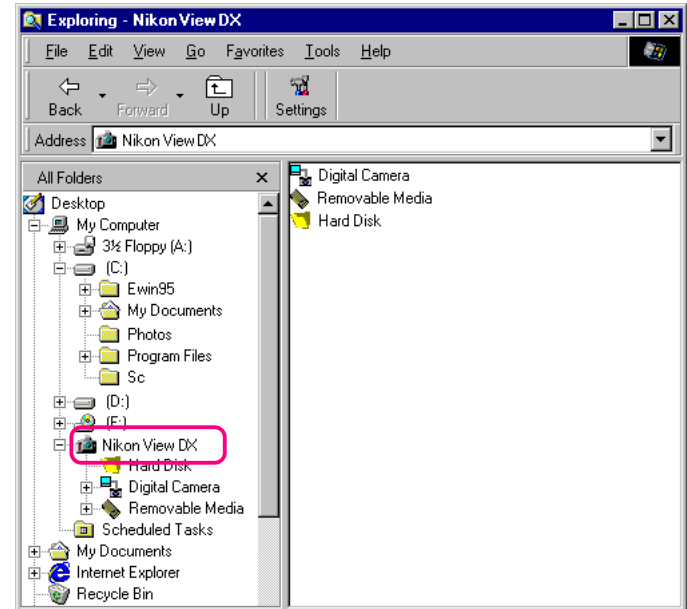 Exploring - Nikon View DX
File Edit View Go Favorites Tools Help
Back Forward Up Settings
Address Nikon View DX
All Folders
Desktop
My Computer
3½ Floppy (A:)
(C:)
Ewin95
My Documents
Photos
Program Files
Sc
(D:)
(E:)
Nikon View DX
Hard Disk
Digital Camera
Removable Media
Scheduled Tasks
My Documents
Internet Explorer
Recycle Bin
Digital Camera
Removable Media
Hard Disk